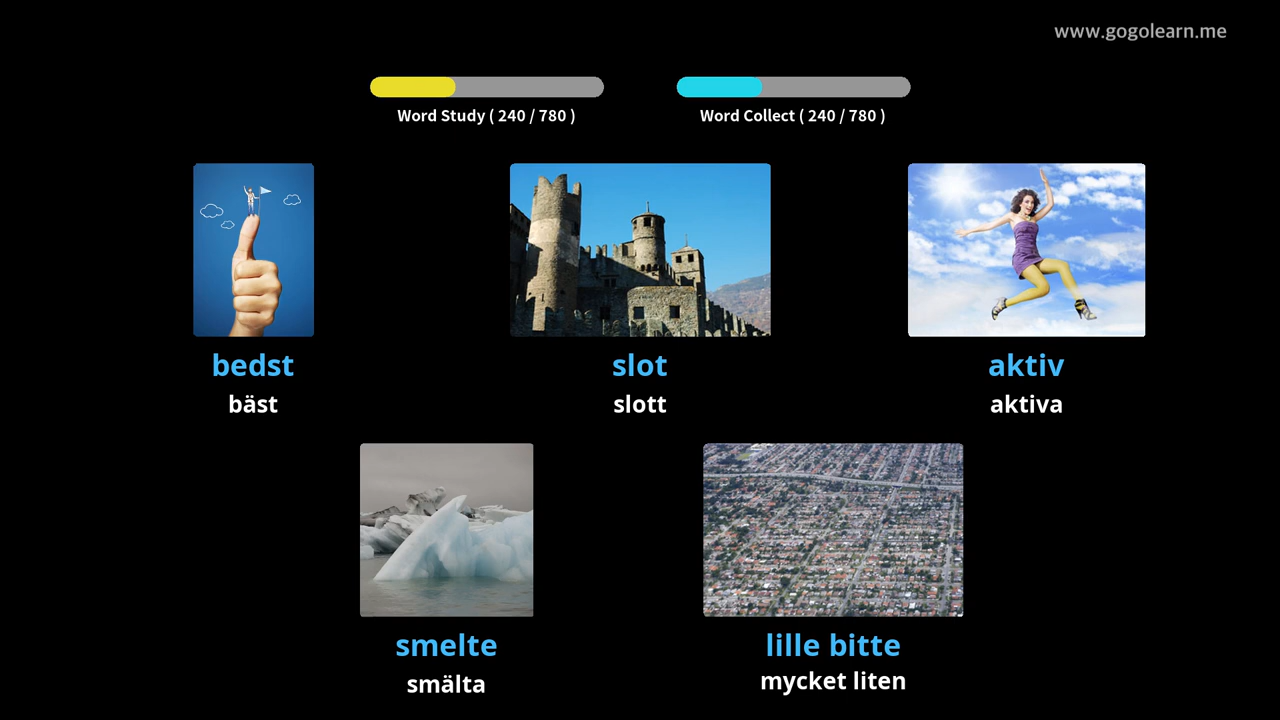 www.gogolearn.me
Word Study ( 240 / 780 )
Word Collect ( 240 / 780 )
bedst
bäst
slot
slott
aktiv
aktiva
smelte
smälta
lille bitte
mycket liten